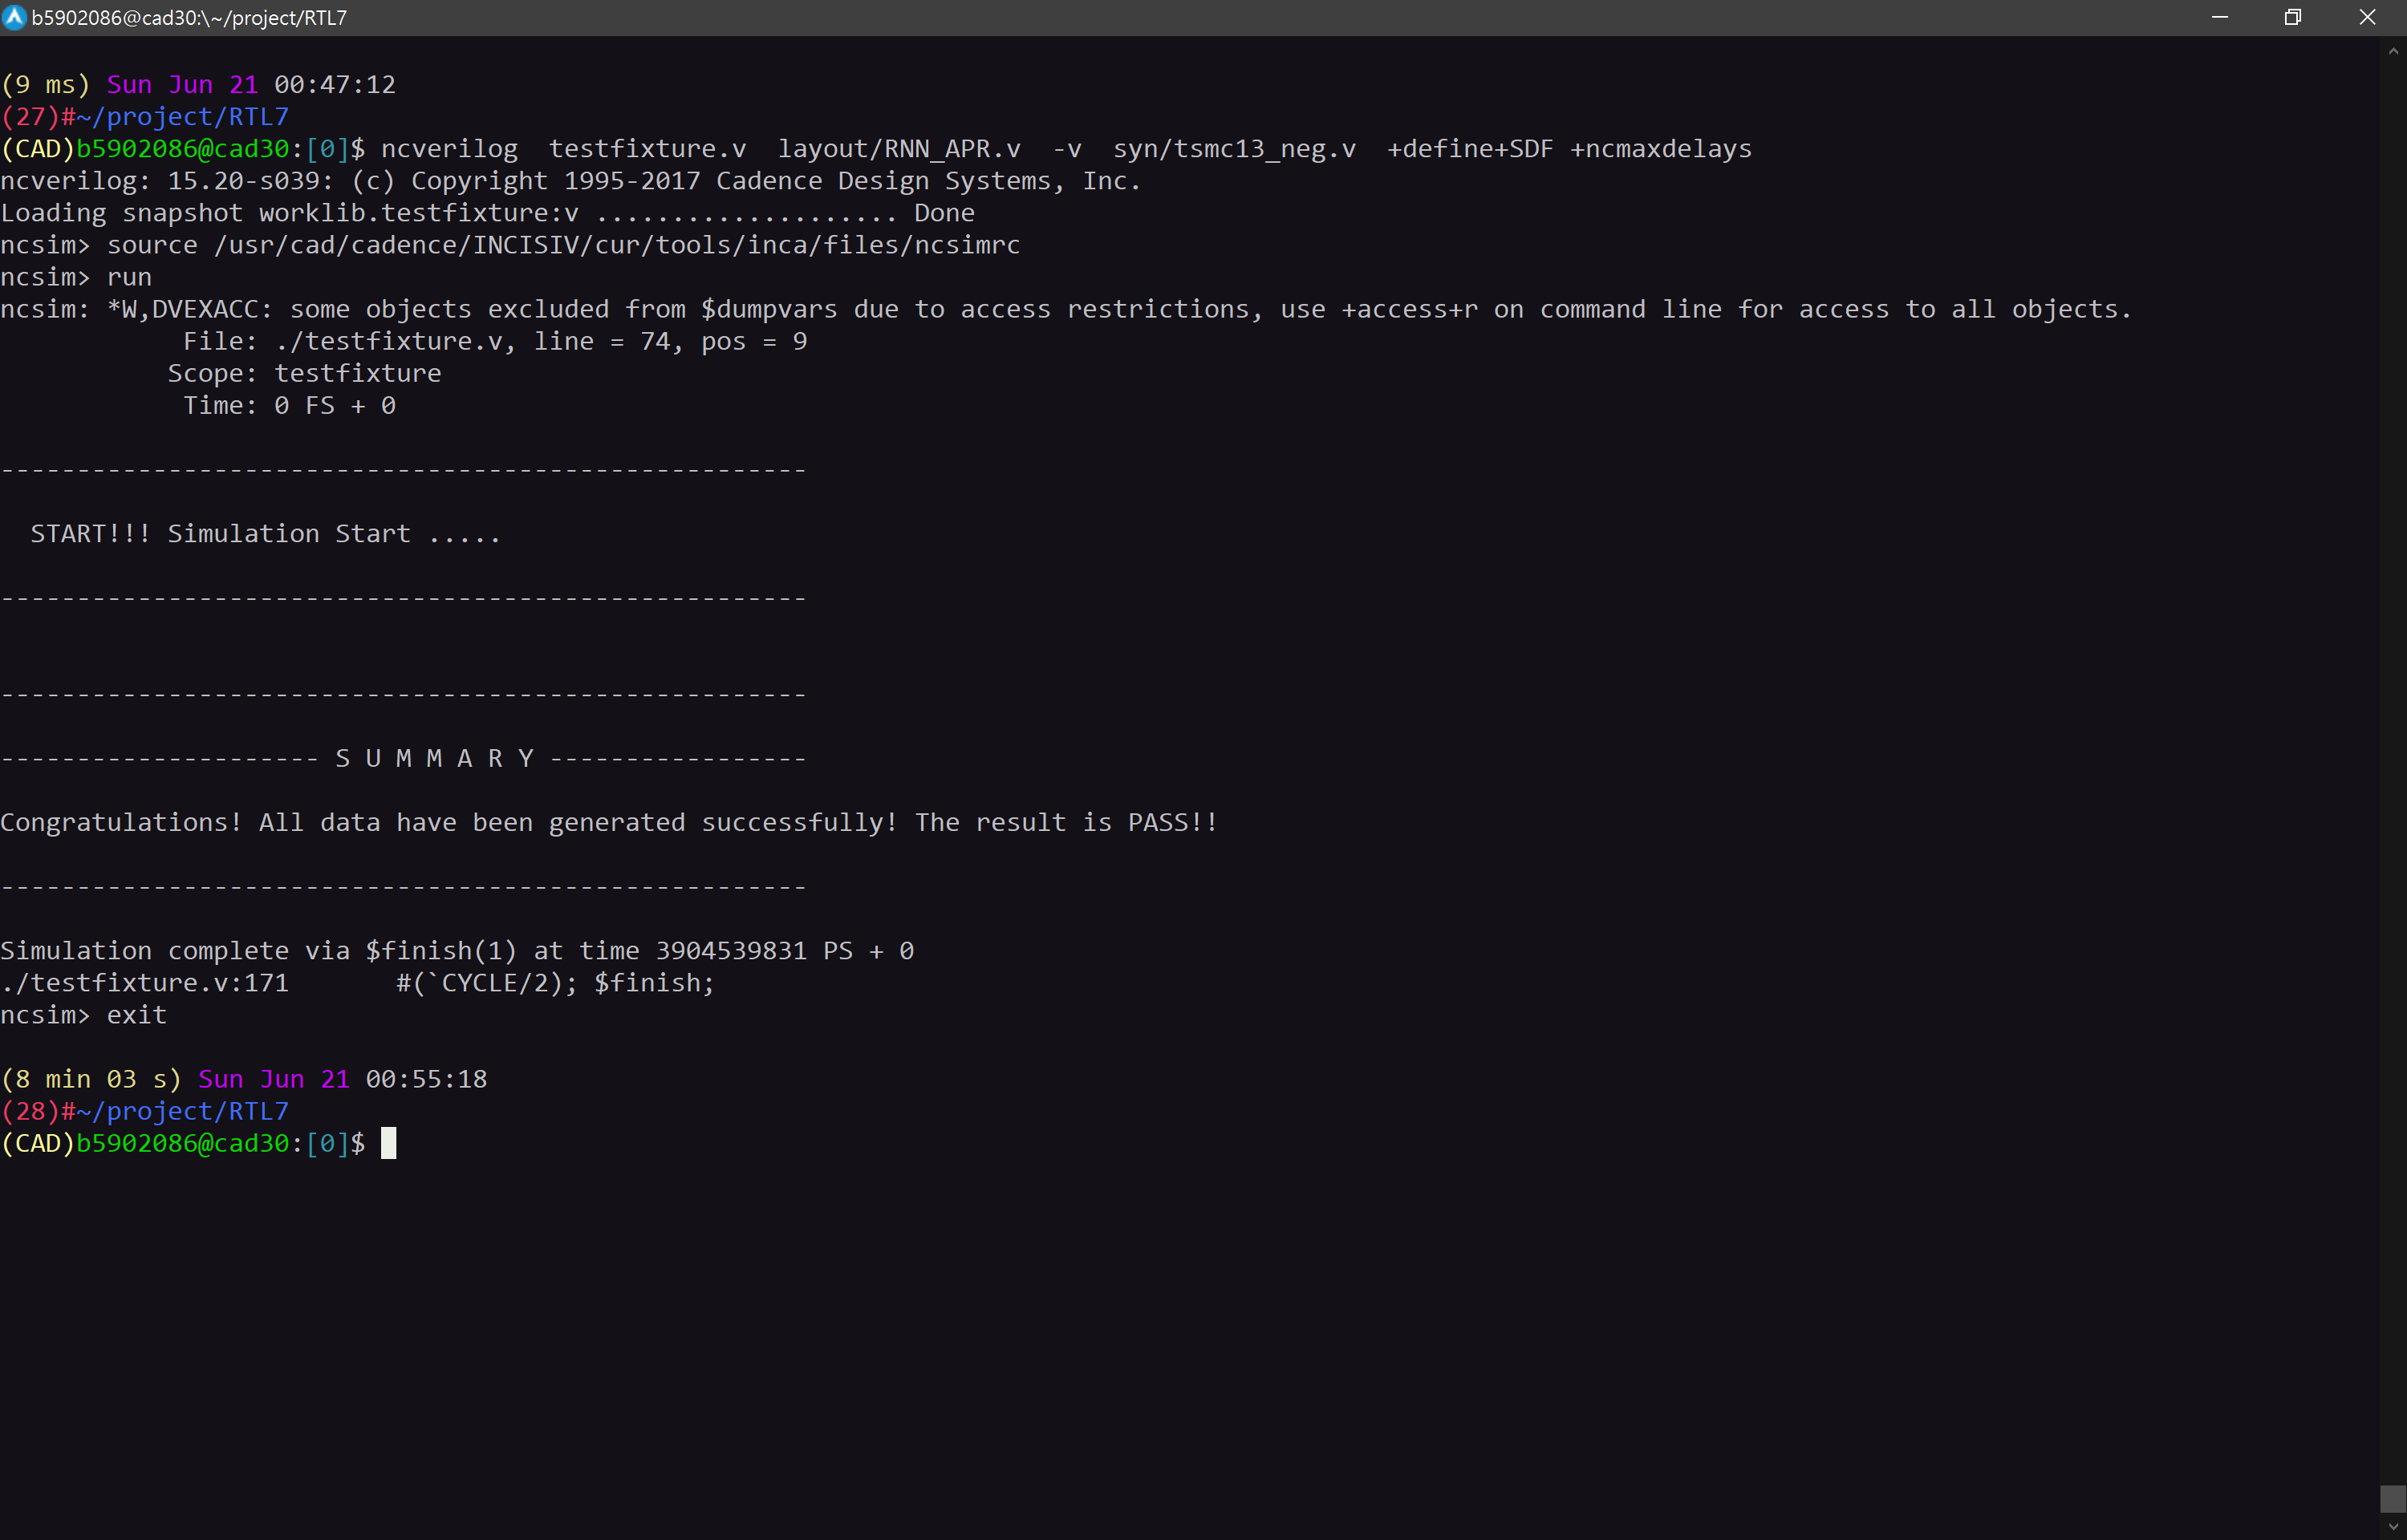 b5902086@cad30:\~/project/RTL7
(9 ms) Sun Jun 21 00:47:12
(27)#~/project/RTL7
(CAD)b5902086@cad30:[0]$ ncverilog  testfixture.v  layout/RNN_APR.v  -v  syn/tsmc13_neg.v  +define+SDF +ncmaxdelays
ncverilog: 15.20-s039: (c) Copyright 1995-2017 Cadence Design Systems, Inc.
Loading snapshot worklib.testfixture:v .................... Done
ncsim> source /usr/cad/cadence/INCISIV/cur/tools/inca/files/ncsimrc
ncsim> run
ncsim: *W,DVEXACC: some objects excluded from $dumpvars due to access restrictions, use +access+r on command line for access to all objects.
            File: ./testfixture.v, line = 74, pos = 9
           Scope: testfixture
            Time: 0 FS + 0
-----------------------------------------------------
  START!!! Simulation Start .....
-----------------------------------------------------
-----------------------------------------------------
--------------------- S U M M A R Y -----------------
Congratulations! All data have been generated successfully! The result is PASS!!
-----------------------------------------------------
Simulation complete via $finish(1) at time 3904539831 PS + 0
./testfixture.v:171       #(`CYCLE/2); $finish;
ncsim> exit
(8 min 03 s) Sun Jun 21 00:55:18
(28)#~/project/RTL7
(CAD)b5902086@cad30:[0]$